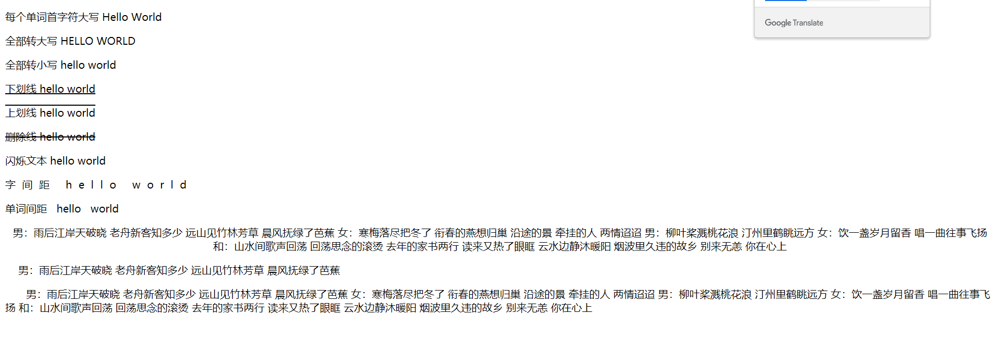 每个单词首字符大写 Hello World
Google Translate
全部转大写 HELLO WORLD
全部转小写 hello world
下划线 hello world
上划线 hello world
删除线 hello world
闪烁文本 hello world
字间距 hello world
单词间距 hello world
男：雨后江岸天破晓 老舟新客知多少 远山见竹林芳草 晨风抚绿了芭蕉 女：寒梅落尽把冬了 衔春的燕想归巢 沿途的景 牵挂的人 两情迢迢 男：柳叶桨溅桃花浪 汀州里鹤眺远方 女：饮一盏岁月留香 唱一曲往事飞扬
和：山水间歌声回荡 回荡思念的滚烫 去年的家书两行 读来又热了眼眶 云水边静沐暖阳 烟波里久违的故乡 别来无恙 你在心上
男：雨后江岸天破晓 老舟新客知多少 远山见竹林芳草 晨风抚绿了芭蕉
男：雨后江岸天破晓 老舟新客知多少 远山见竹林芳草 晨风抚绿了芭蕉 女：寒梅落尽把冬了 衔春的燕想归巢 沿途的景 牵挂的人 两情迢迢 男：柳叶桨溅桃花浪 汀州里鹤眺远方 女：饮一盏岁月留香 唱一曲往事飞
扬 和：山水间歌声回荡 回荡思念的滚烫 去年的家书两行 读来又热了眼眶 云水边静沐暖阳 烟波里久违的故乡 别来无恙 你在心上